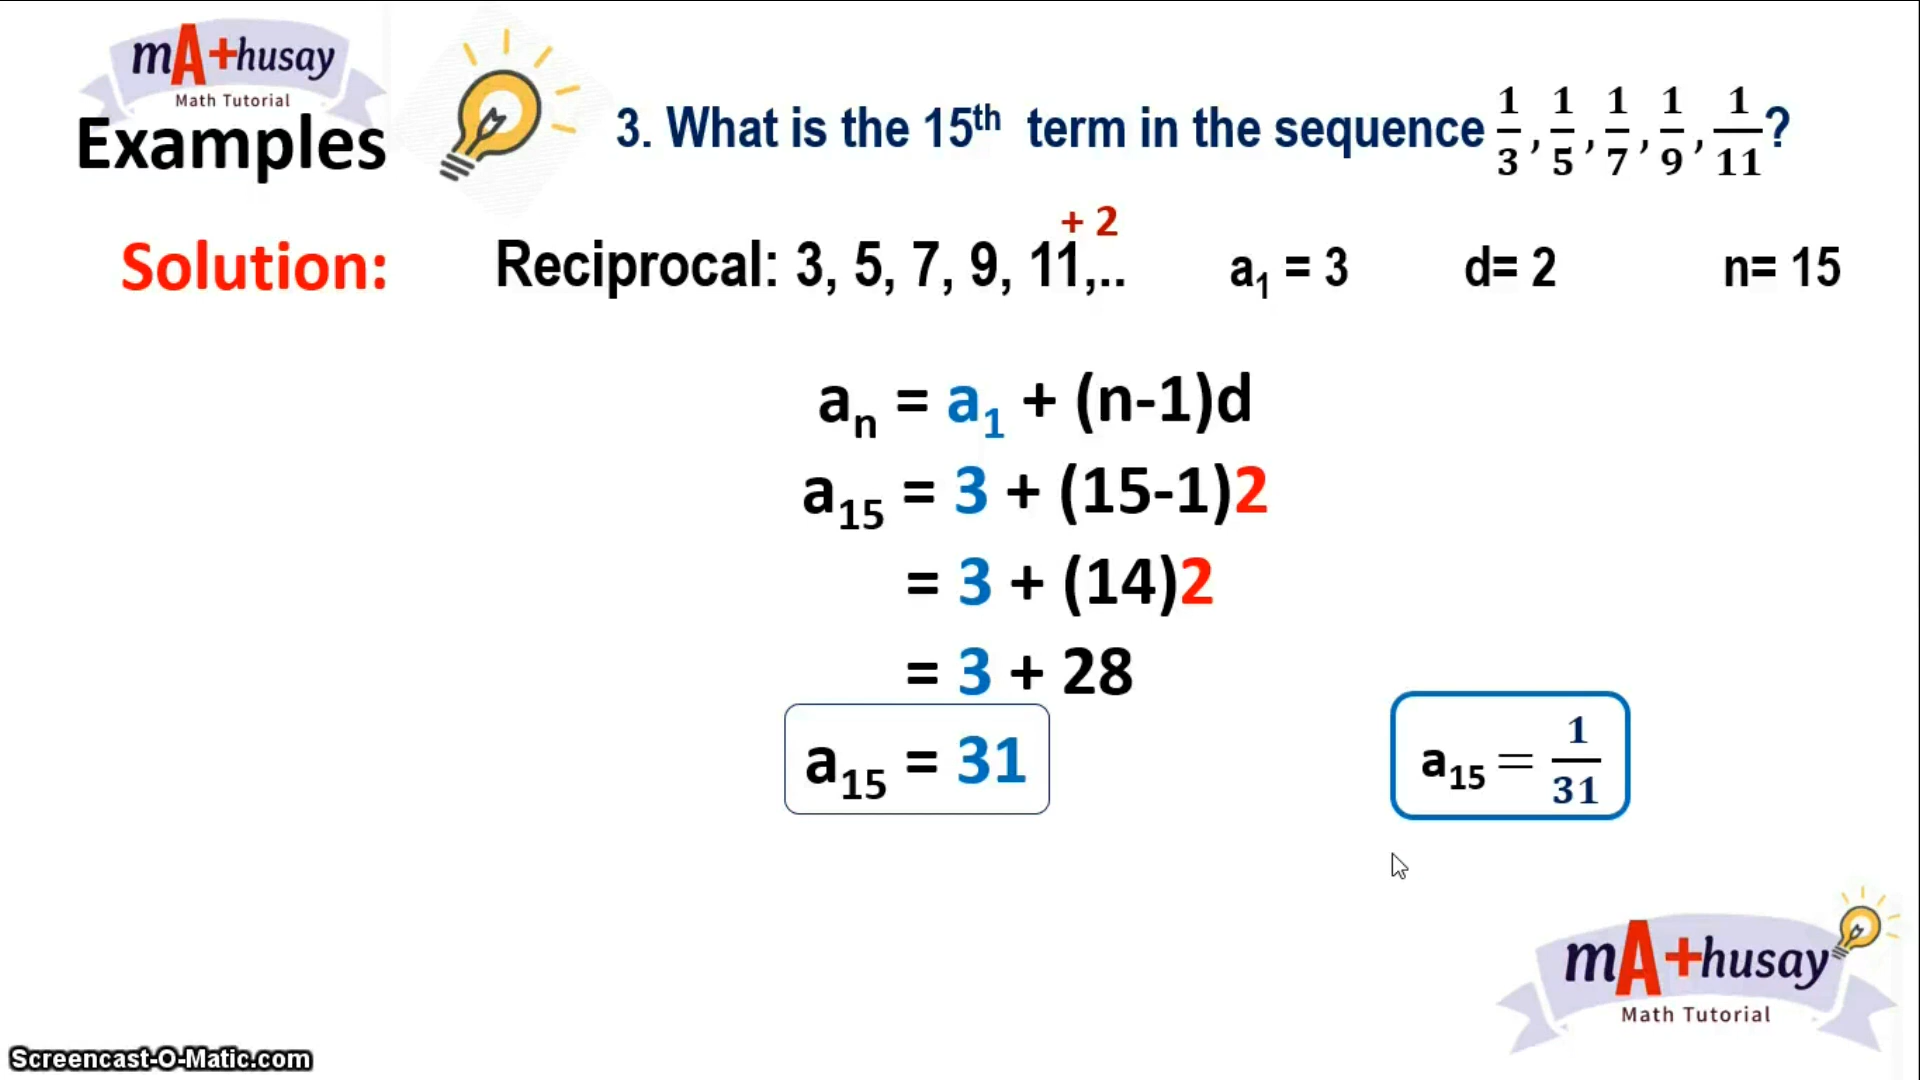 mA+husay
Math Tutorial
Examples
3. What is the 15th term in the sequence 1/3, 1/5, 1/7, 1/9, 1/11?
+ 2
Solution: Reciprocal: 3, 5, 7, 9, 11,.. a1 = 3 d= 2 n= 15
an = a1 + (n-1)d
a15 = 3 + (15-1)2
= 3 + (14)2
= 3 + 28
a15 = 31
a15 = 1/31
mA+husay
Math Tutorial
Screencast-O-Matic.com